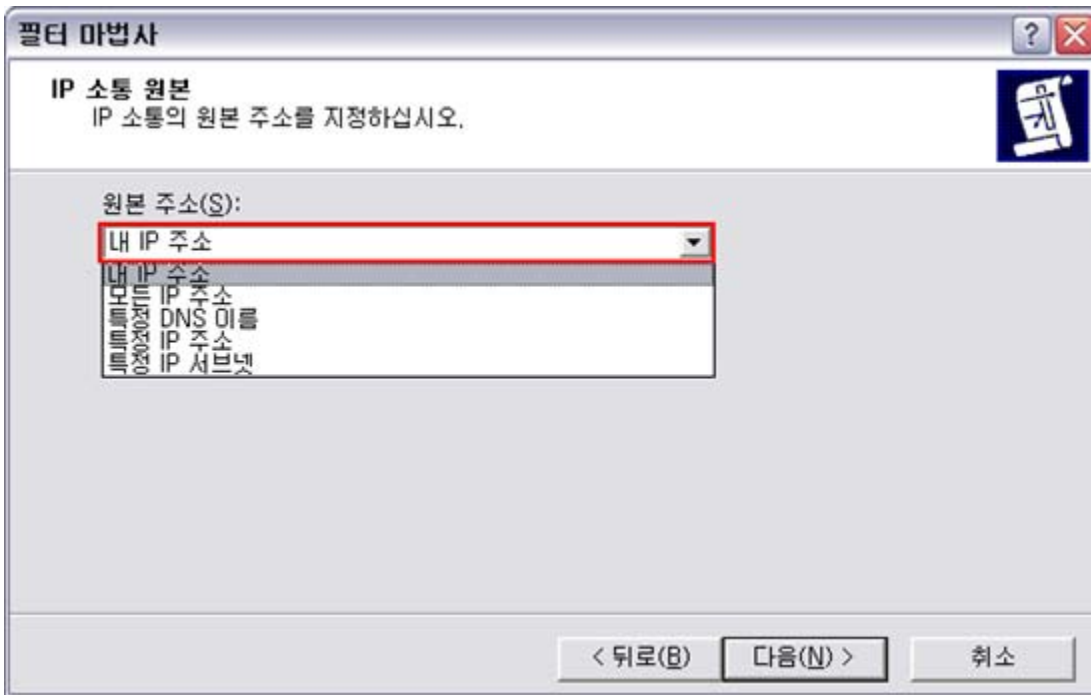 필터 마법사
?
IP 소통 원본
IP 소통의 원본 주소를 지정하십시오.
원본 주소(S):
내 IP 주소
내 IP 주소
모든 IP 주소
특정 DNS 이름
특정 IP 주소
특정 IP 서브넷
< 뒤로(B) 다음(N) > 취소